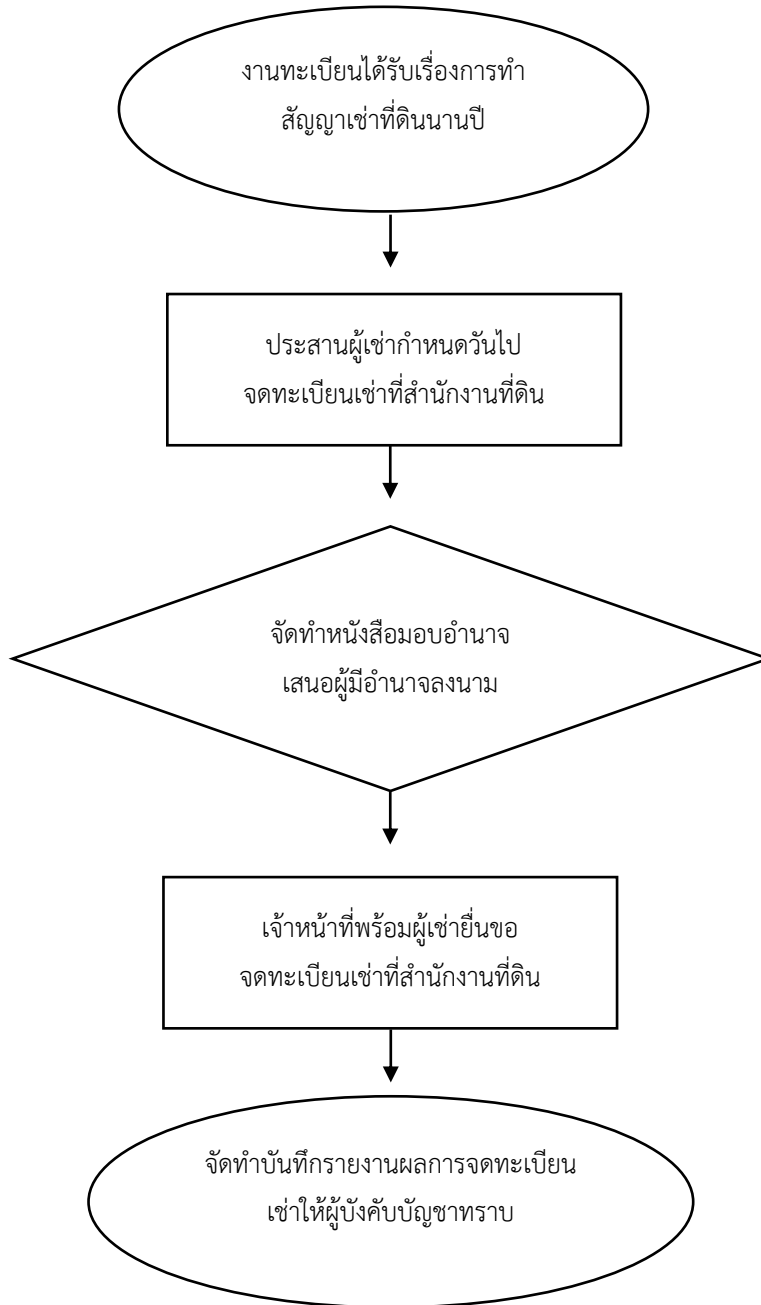 งานทะเบียนได้รับเรื่องการทำ
สัญญาเช่าที่ดินนานปี
ประสานผู้เช่ากำหนดวันไป
จดทะเบียนเช่าที่สำนักงานที่ดิน
จัดทำหนังสือมอบอำนาจ
เสนอผู้มีอำนาจลงนาม
เจ้าหน้าที่พร้อมผู้เช่ายื่นขอ
จดทะเบียนเช่าที่สำนักงานที่ดิน
จัดทำบันทึกรายงานผลการจดทะเบียน
เช่าให้ผู้บังคับบัญชาทราบ